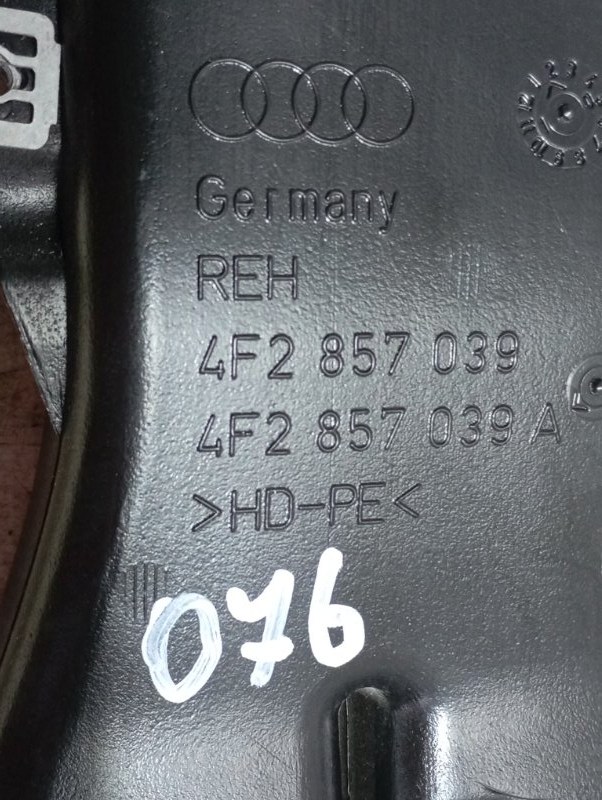 Germany
REH
4F2 857 039
4F2 857 039 A
>HD-PE<
076